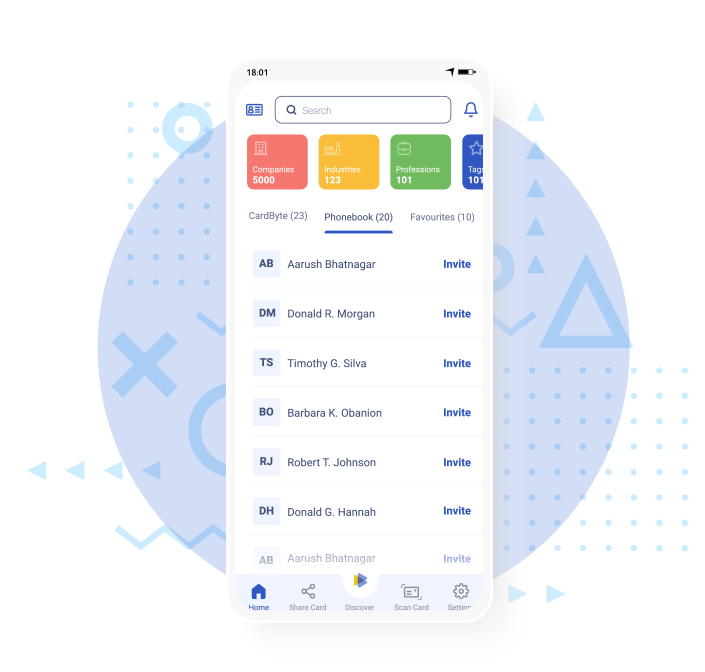 18:01
Search
Companies
5000
Industries
123
Professions
101
Tags
101
CardByte (23) Phonebook (20) Favourites (10)
AB Aarush Bhatnagar Invite
DM Donald R. Morgan Invite
TS Timothy G. Silva Invite
BO Barbara K. Obanion Invite
RJ Robert T. Johnson Invite
DH Donald G. Hannah Invite
AB Aarush Bhatnagar Invite
Home Share Card Discover Scan Card Setting